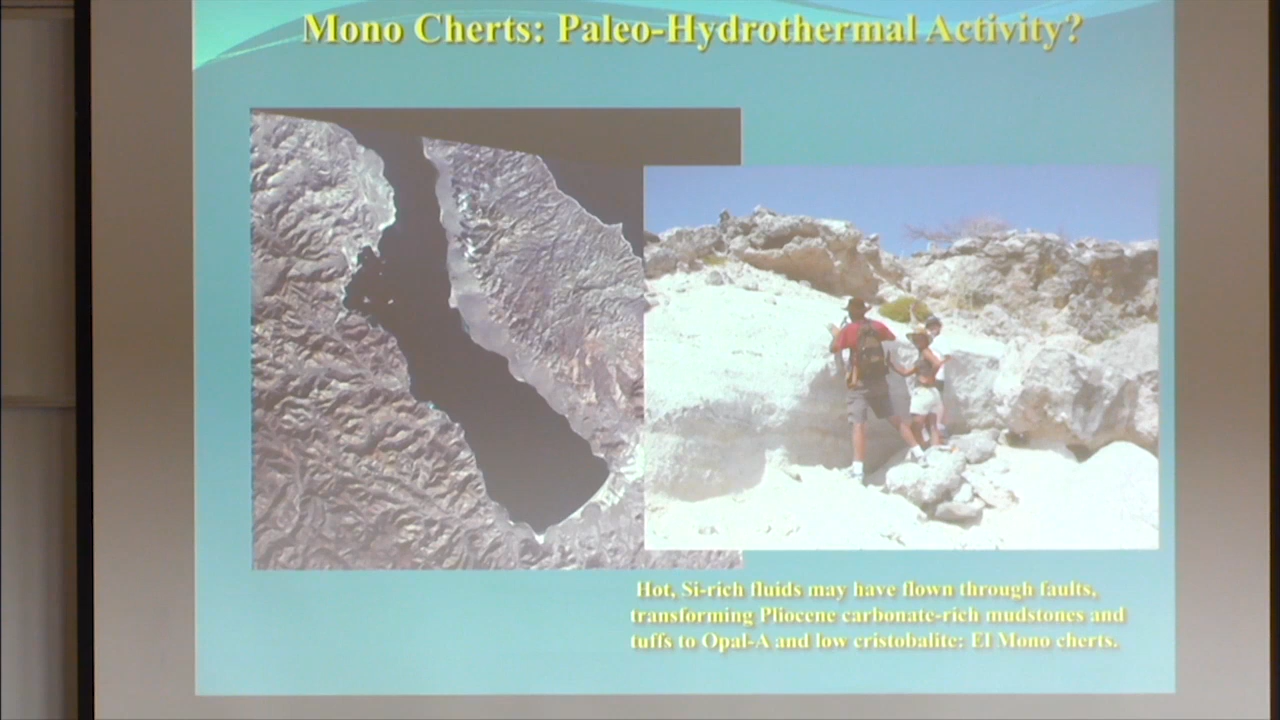 Mono Cherts: Paleo-Hydrothermal Activity?
Hot, Si-rich fluids may have flown through faults,
transforming Pliocene carbonate-rich mudstones and
tuffs to Opal-A and low cristobalite: El Mono cherts.